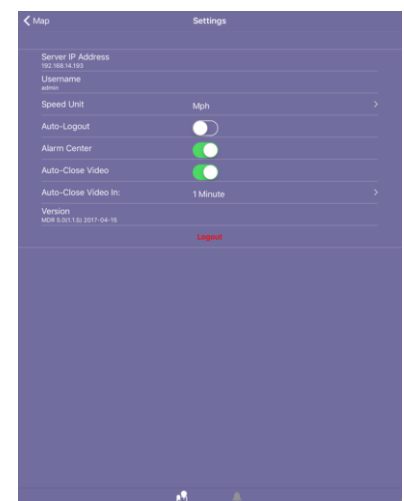 Map
Settings
Server IP Address
192.168.14.193
Username
admin
Speed Unit
Mph
Auto-Logout
Alarm Center
Auto-Close Video
Auto-Close Video In:
1 Minute
Version
MDR 5.0(1.1.5) 2017-04-15
Logout